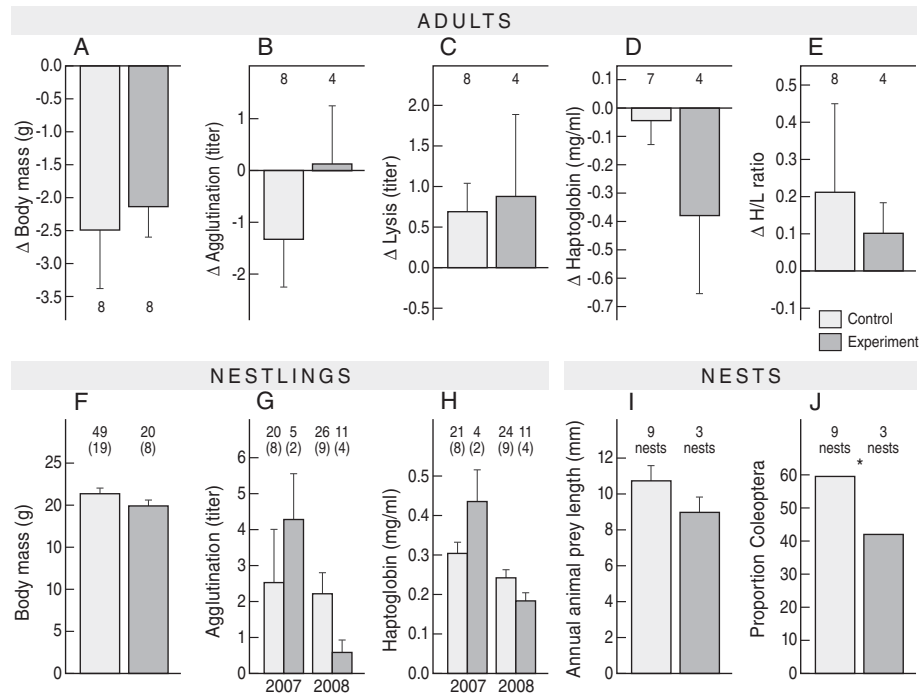 ADULTS
A
Δ Body mass (g)
0.0
-0.5
-1.0
-1.5
-2.0
-2.5
-3.0
-3.5
8 8
B
Δ Agglutination (titer)
8 4
1
0
-1
-2
C
Δ Lysis (titer)
8 4
2.0
1.5
1.0
0.5
0.0
-0.5
D
Δ Haptoglobin (mg/ml)
7 4
0.1
0.0
-0.1
-0.2
-0.3
-0.4
-0.5
-0.6
-0.7
E
Δ H/L ratio
8 4
0.5
0.4
0.3
0.2
0.1
0.0
-0.1
Control
Experiment
NESTLINGS
F
Body mass (g)
49 20
(19) (8)
25
20
10
10
5
0
G
Agglutination (titer)
20 5 26 11
(8) (2) (9) (4)
6
5
4
3
2
1
0
2007 2008
H
Haptoglobin (mg/ml)
21 4 24 11
(8) (2) (9) (4)
0.5
0.4
0.3
0.2
0.1
0.0
2007 2008
NESTS
I
Annual animal prey length (mm)
9 3
nests nests
12
10
8
6
4
2
0
J
Proportion Coleoptera
9 3
nests nests
*
60
40
20
0